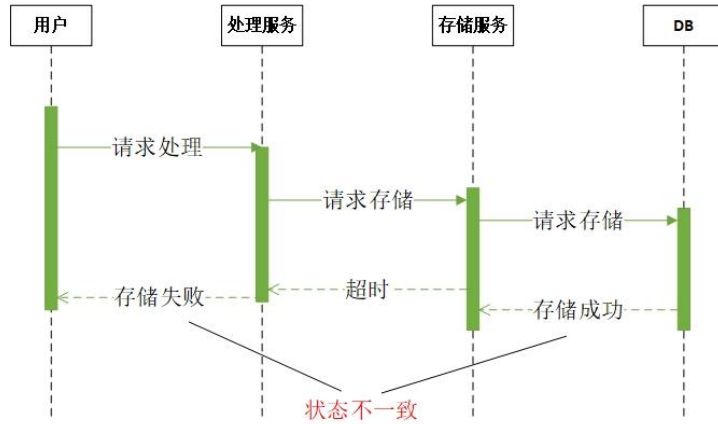 用户
处理服务
存储服务
DB
请求处理
请求存储
请求存储
超时
存储失败
存储成功
状态不一致